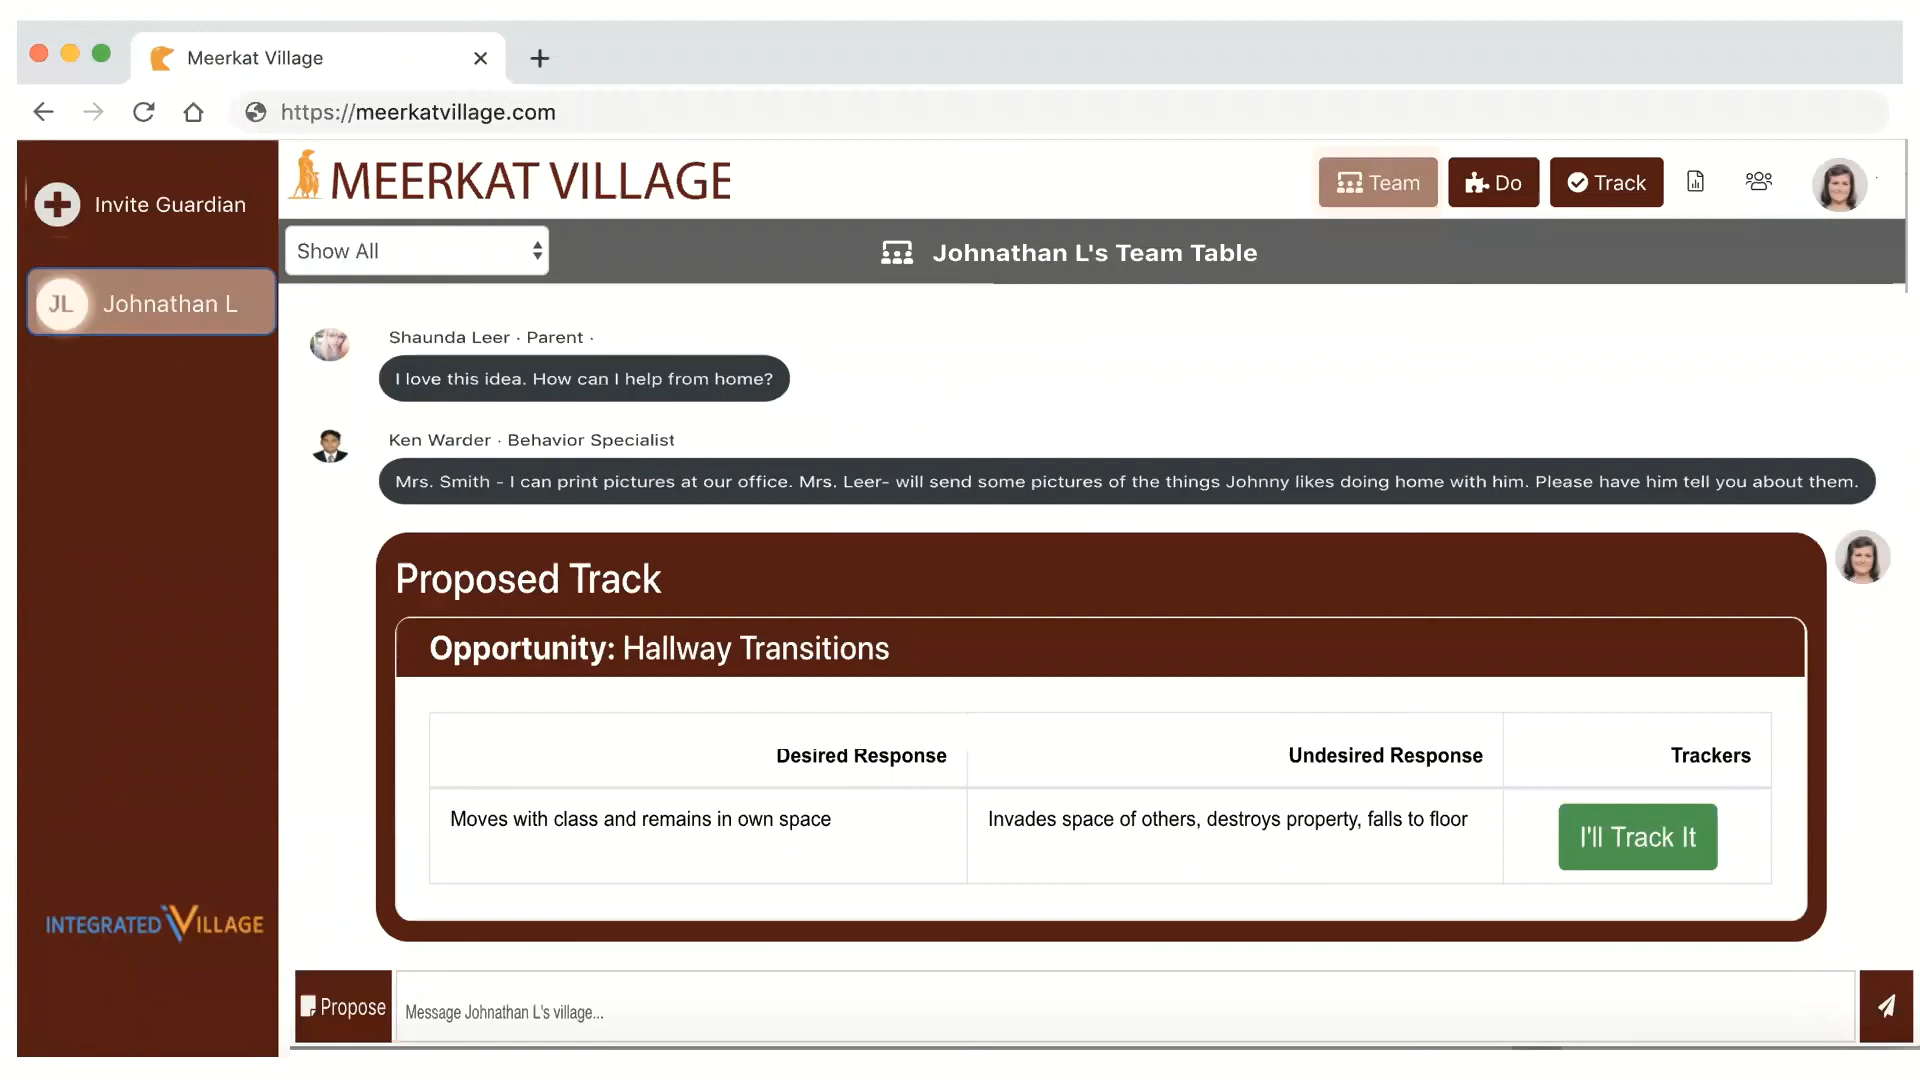 Meerkat Village
https://meerkatvillage.com
Invite Guardian
MEERKAT VILLAGE
Team
Do
Track
Show All
Johnathan L's Team Table
JL
Johnathan L
Shaunda Leer · Parent ·
I love this idea. How can I help from home?
Ken Warder · Behavior Specialist
Mrs. Smith - I can print pictures at our office. Mrs. Leer- will send some pictures of the things Johnny likes doing home with him. Please have him tell you about them.
Proposed Track
Opportunity: Hallway Transitions
Desired Response
Undesired Response
Trackers
Moves with class and remains in own space
Invades space of others, destroys property, falls to floor
I'll Track It
INTEGRATED VILLAGE
Propose
Message Johnathan L's village...